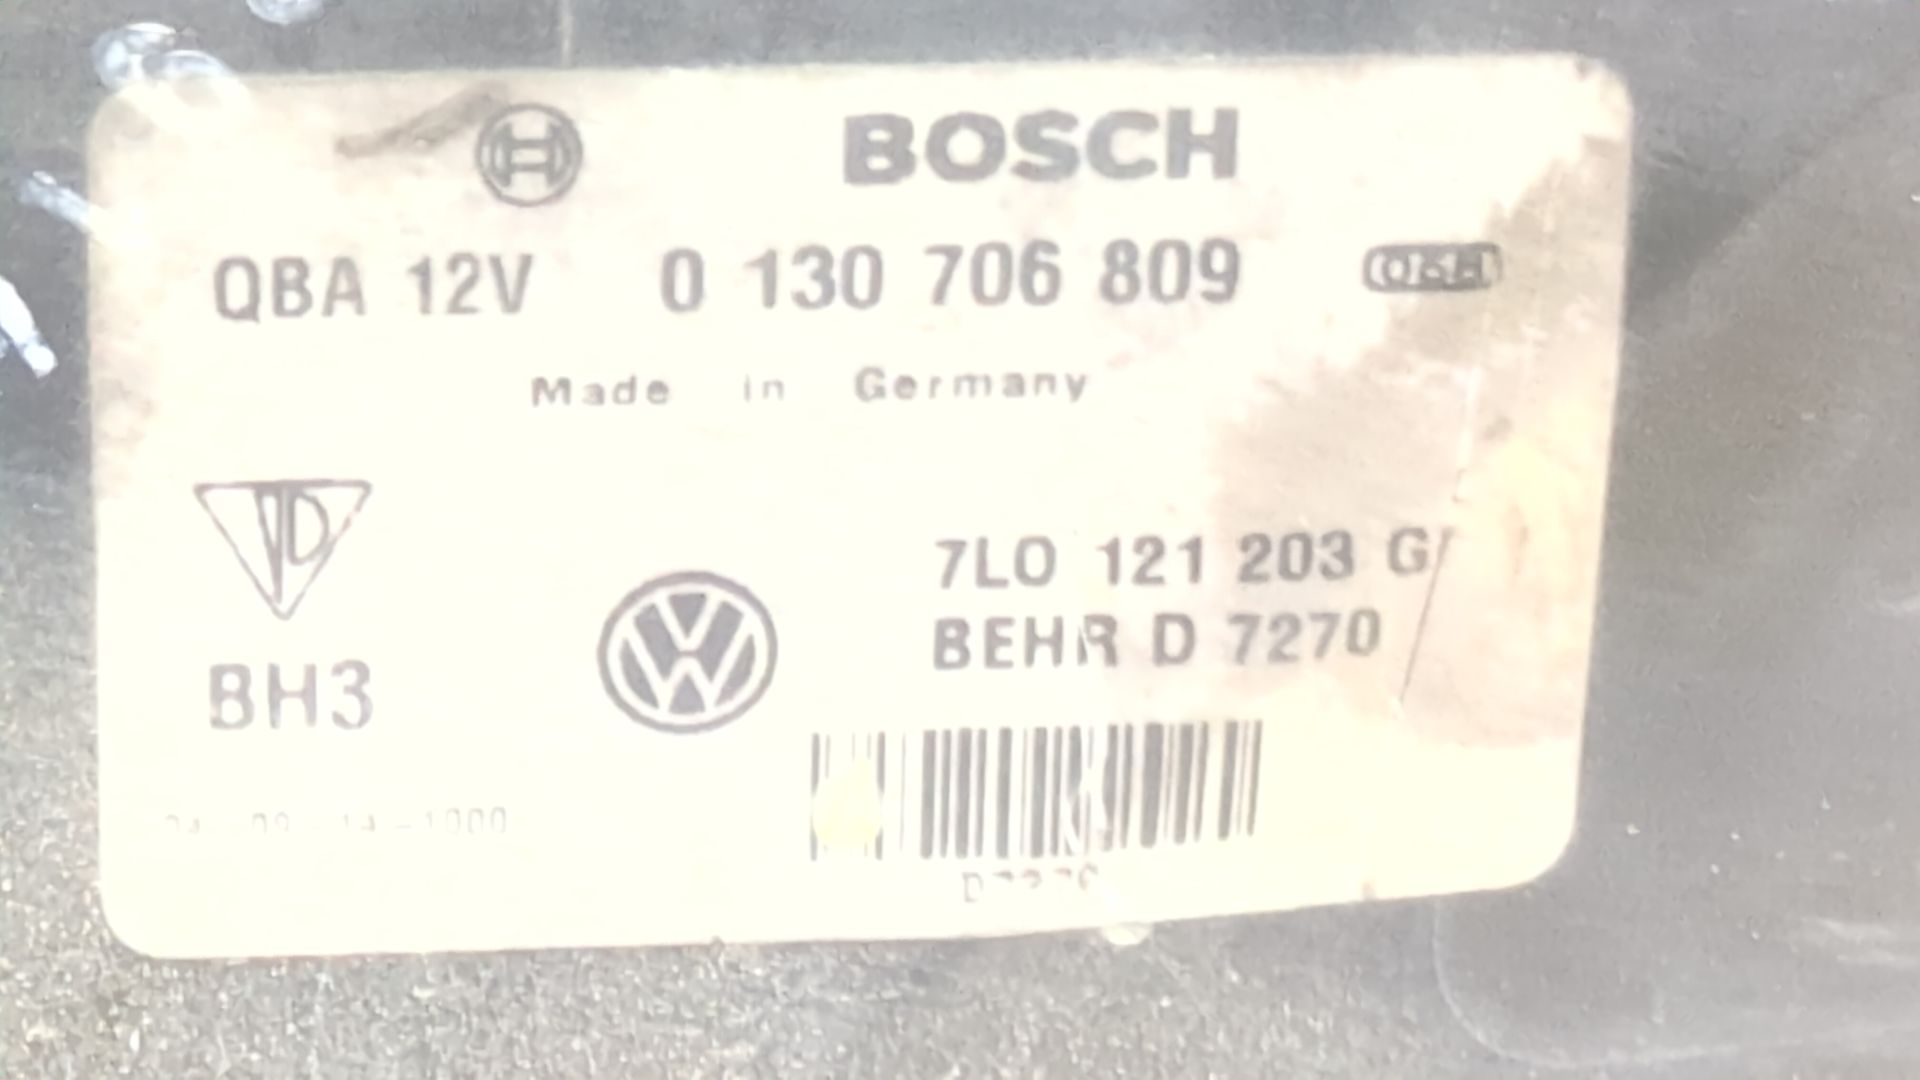 BOSCH
QBA 12V 0 130 706 809
Made in Germany
7L0 121 203 G
BEHR D 7270
BH3